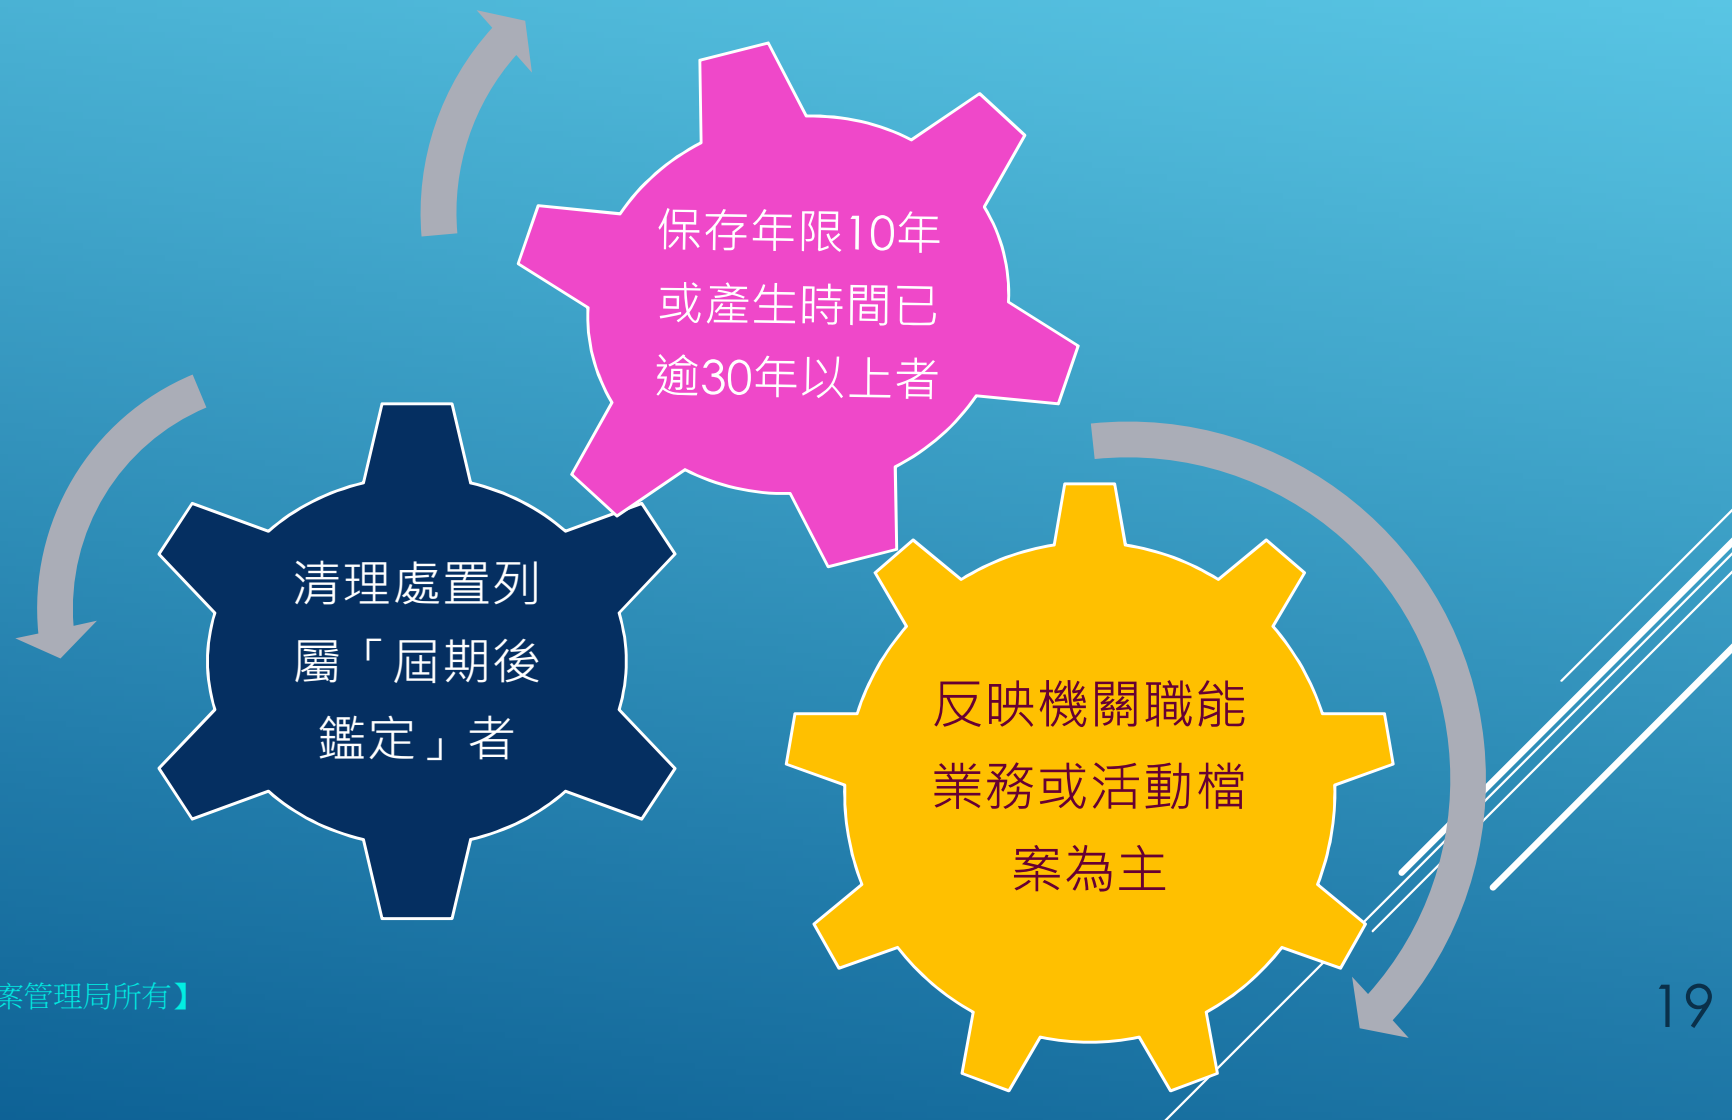 保存年限10年
或產生時間已
逾30年以上者
清理處置列
屬「屆期後
鑑定」者
反映機關職能
業務或活動檔
案為主
案管理局所有】
19